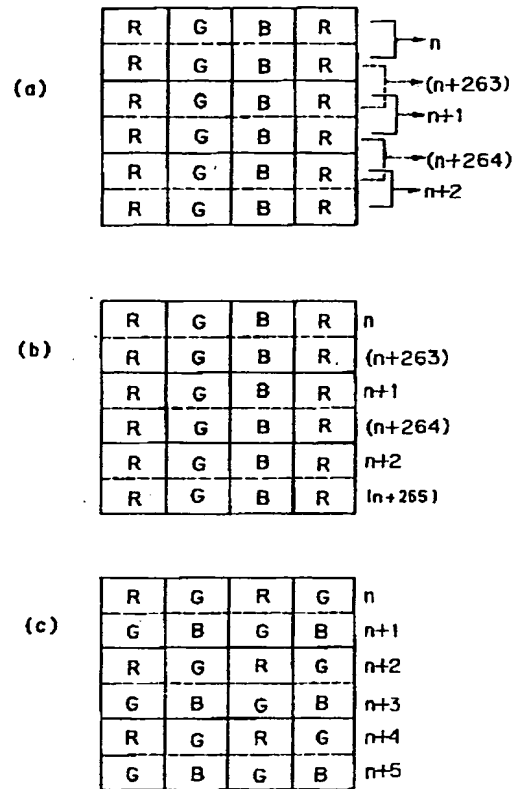 R G B R
n
R G B R
(a)
(n+263)
R G B R
n+1
R G B R
(n+264)
R G B R
n+2
R G B R
R G B R n
(b)
R G B R (n+263)
R G B R n+1
R G B R (n+264)
R G B R n+2
R G B R (n+265)
R G R G n
(c)
G B G B n+1
R G R G n+2
G B G B n+3
R G R G n+4
G B G B n+5